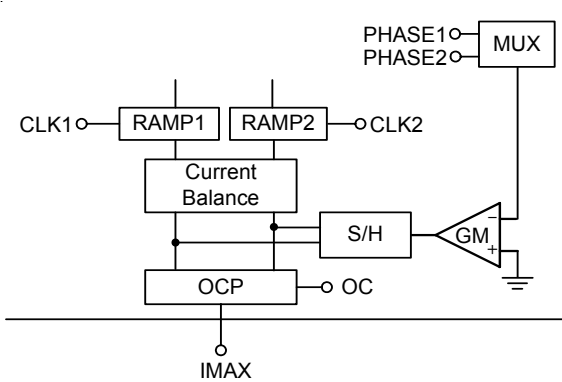 PHASE1
PHASE2
MUX
CLK1
RAMP1
RAMP2
CLK2
Current
Balance
S/H
GM
−
+
OCP
OC
IMAX